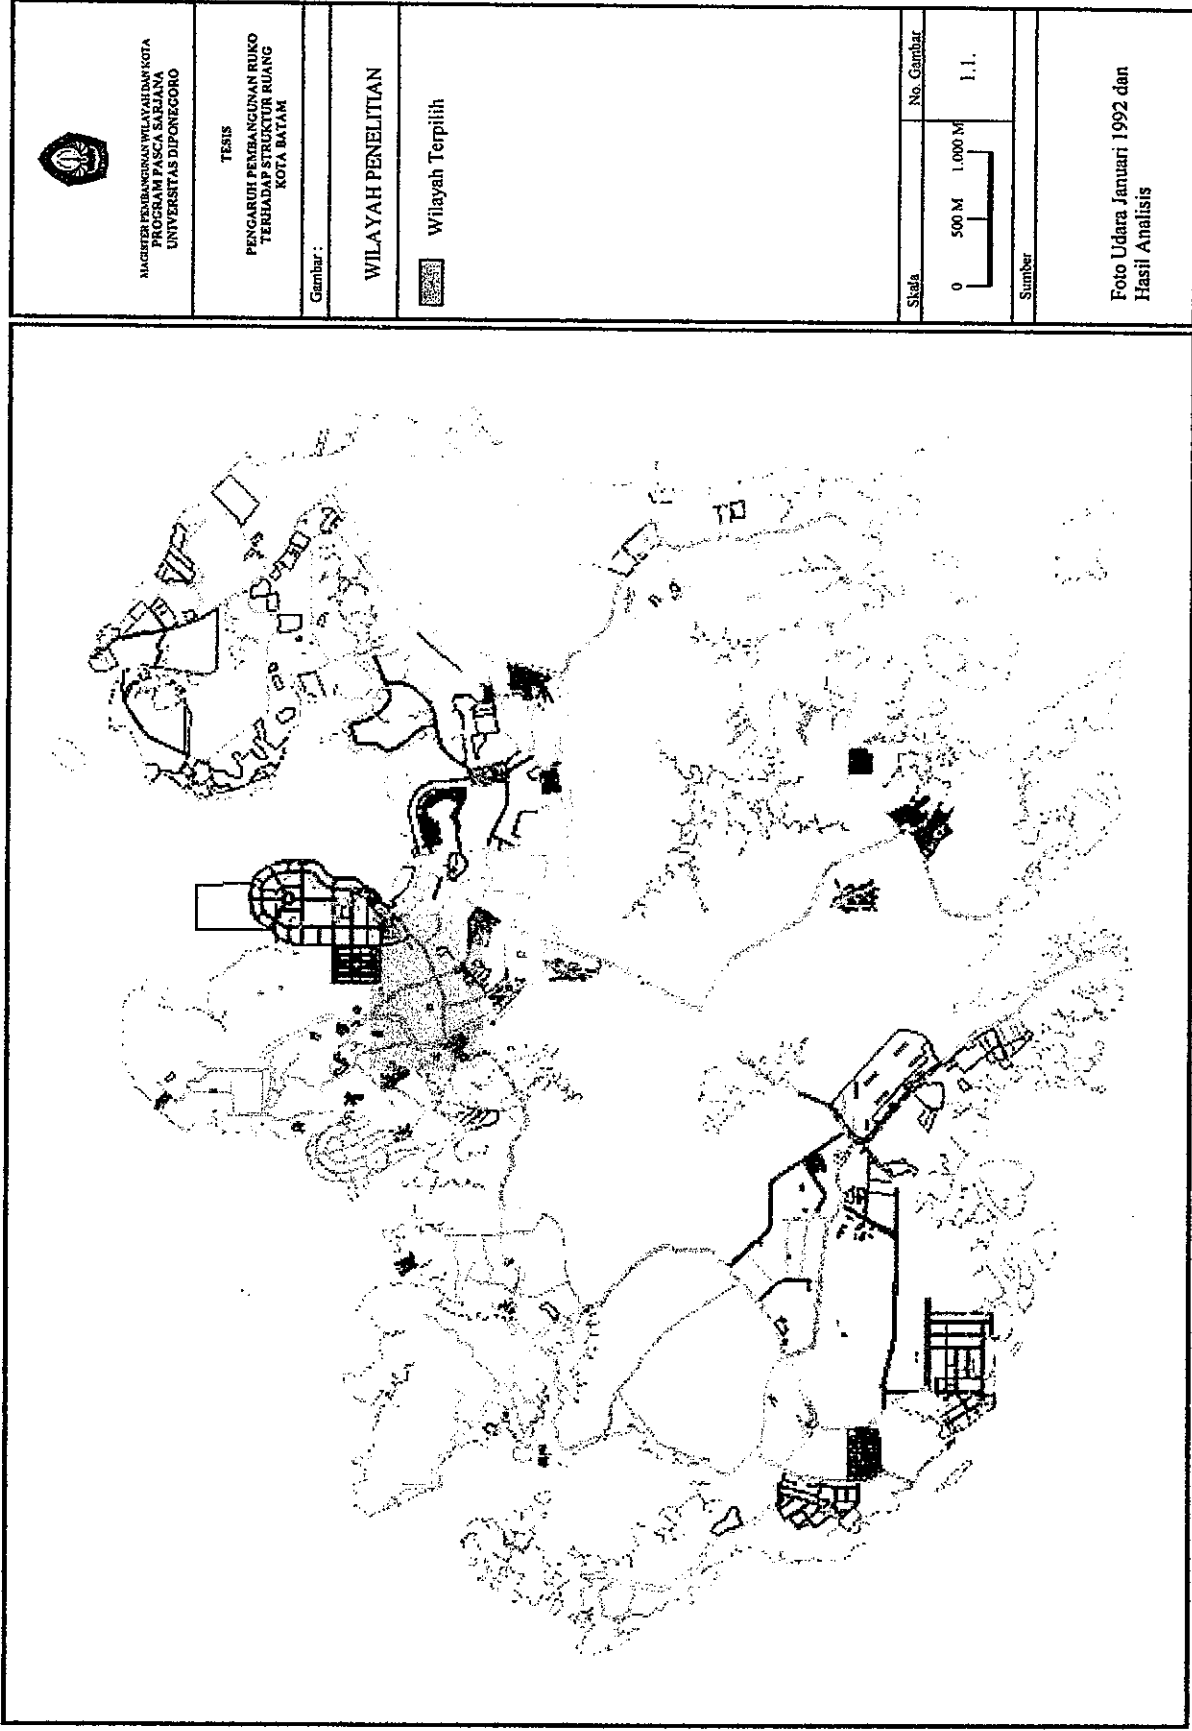 MAGISTER PEMBANGUNAN WILAYAH DAN KOTA
PROGRAM PASCA SARJANA
UNIVERSITAS DIPONEGORO
TESIS
PENGARUH PEMBANGUNAN RUKO
TERHADAP STRUKTUR RUANG
KOTA BATAM
Gambar :
WILAYAH PENELITIAN
Wilayah Terpilih
Skala
No. Gambar
0 500 M 1.000 M
1.1.
Sumber
Foto Udara Januari 1992 dan
Hasil Analisis